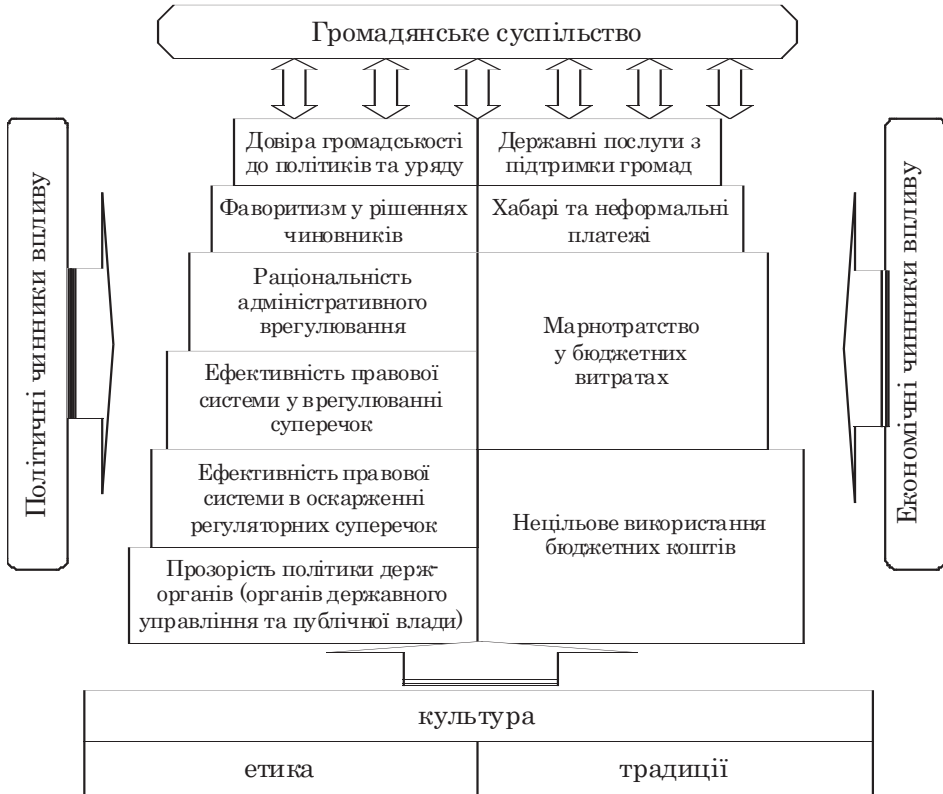 Громадянське суспільство
Політичні чинники впливу
Довіра громадськості
до політиків та уряду
Державні послуги з
підтримки громад
Фаворитизм у рішеннях
чиновників
Хабарі та неформальні
платежі
Раціональність
адміністративного
врегулювання
Ефективність правової
системи у врегулюванні
суперечок
Марнотратство
у бюджетних
витратах
Ефективність правової
системи в оскарженні
регуляторних суперечок
Прозорість політики держ-
органів (органів державного
управління та публічної влади)
Нецільове використання
бюджетних коштів
Економічні чинники впливу
культура
етика
традиції